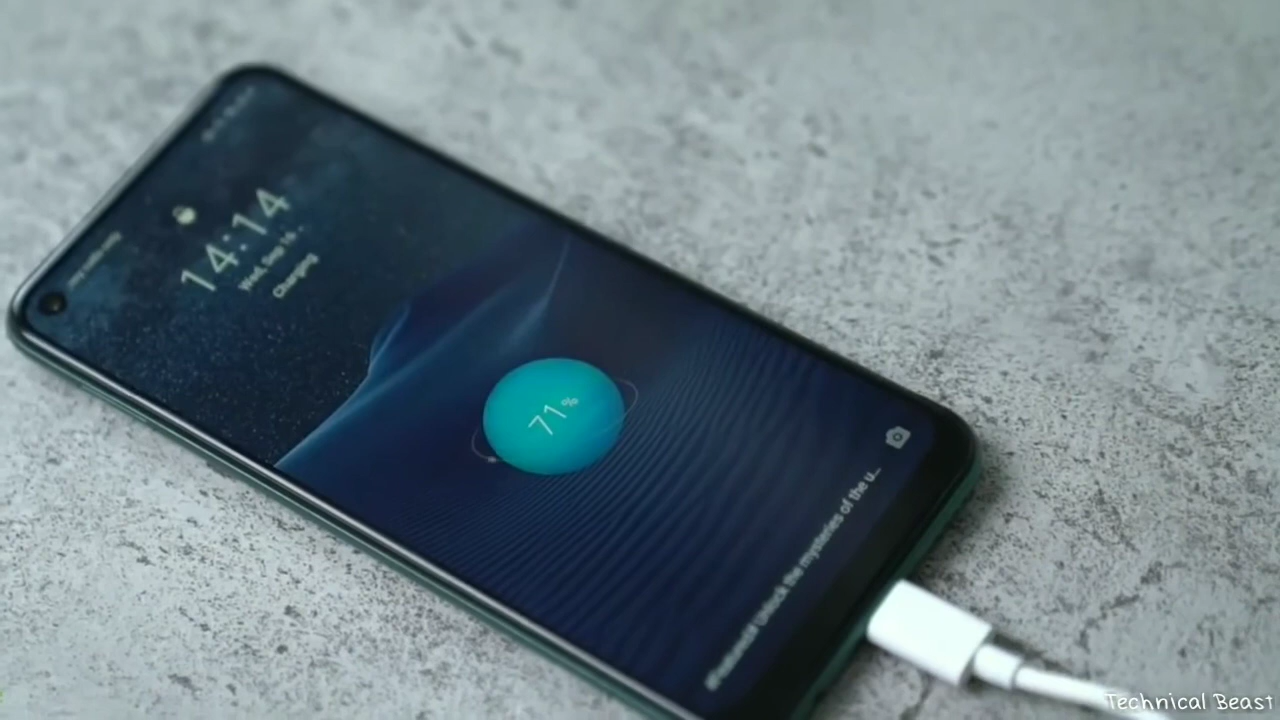 14:14
Wed, Sep 16
Charging
71%
Unlock the mysteries of the u...
Technical Beast